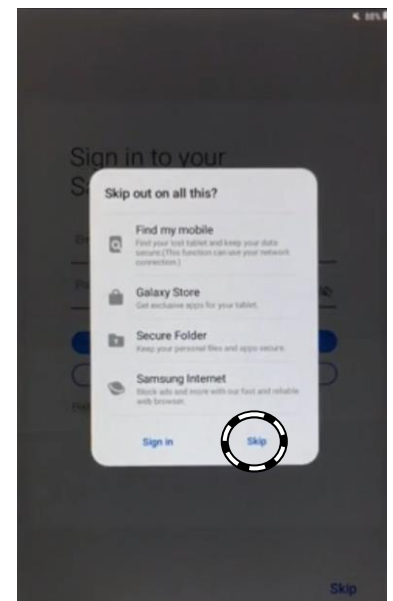 88%
Sign in to your
S
Skip out on all this?
Find my mobile
Find your lost tablet and keep your data
secure.(This function can use your network
connection.)
Galaxy Store
Get exclusive apps for your tablet.
Secure Folder
Keep your personal files and apps secure.
Samsung Internet
Block ads and more with our fast and reliable
web browser.
Sign in Skip
Skip